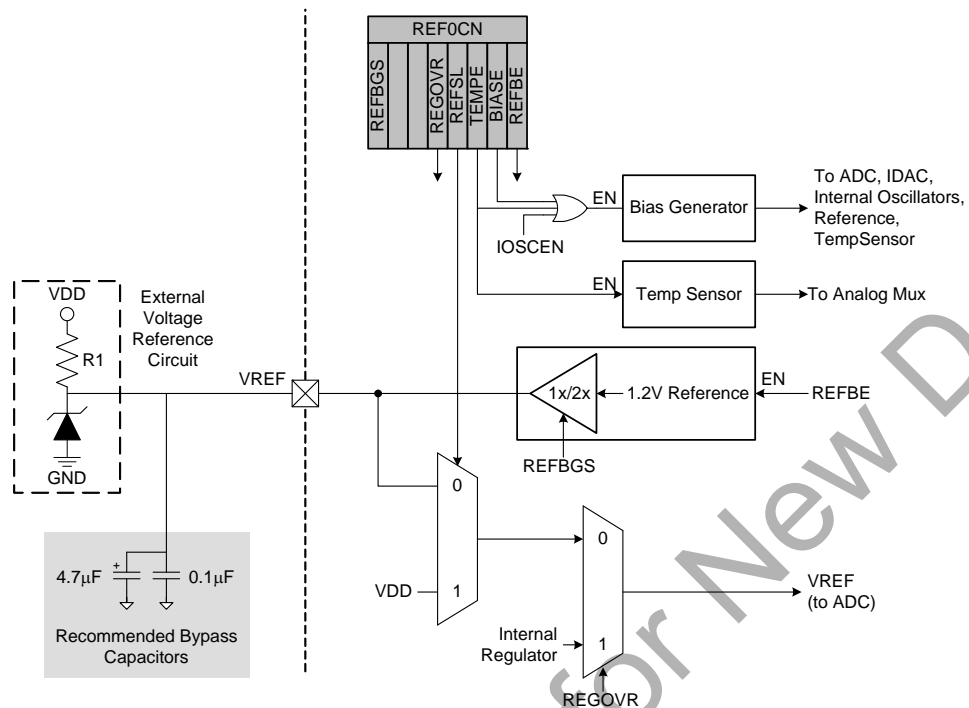 REF0CN
REFBGS
REGOVR
REFSL
TEMPE
BIASE
REFBE
EN
Bias Generator
To ADC, IDAC,
Internal Oscillators,
Reference,
TempSensor
IOSCEN
EN
Temp Sensor
To Analog Mux
VDD
R1
GND
External
Voltage
Reference
Circuit
VREF
1x/2x
1.2V Reference
EN
REFBE
REFBGS
0
VDD
1
0
Internal
Regulator
1
REGOVR
VREF
(to ADC)
4.7μF
+
0.1μF
Recommended Bypass
Capacitors
for New D